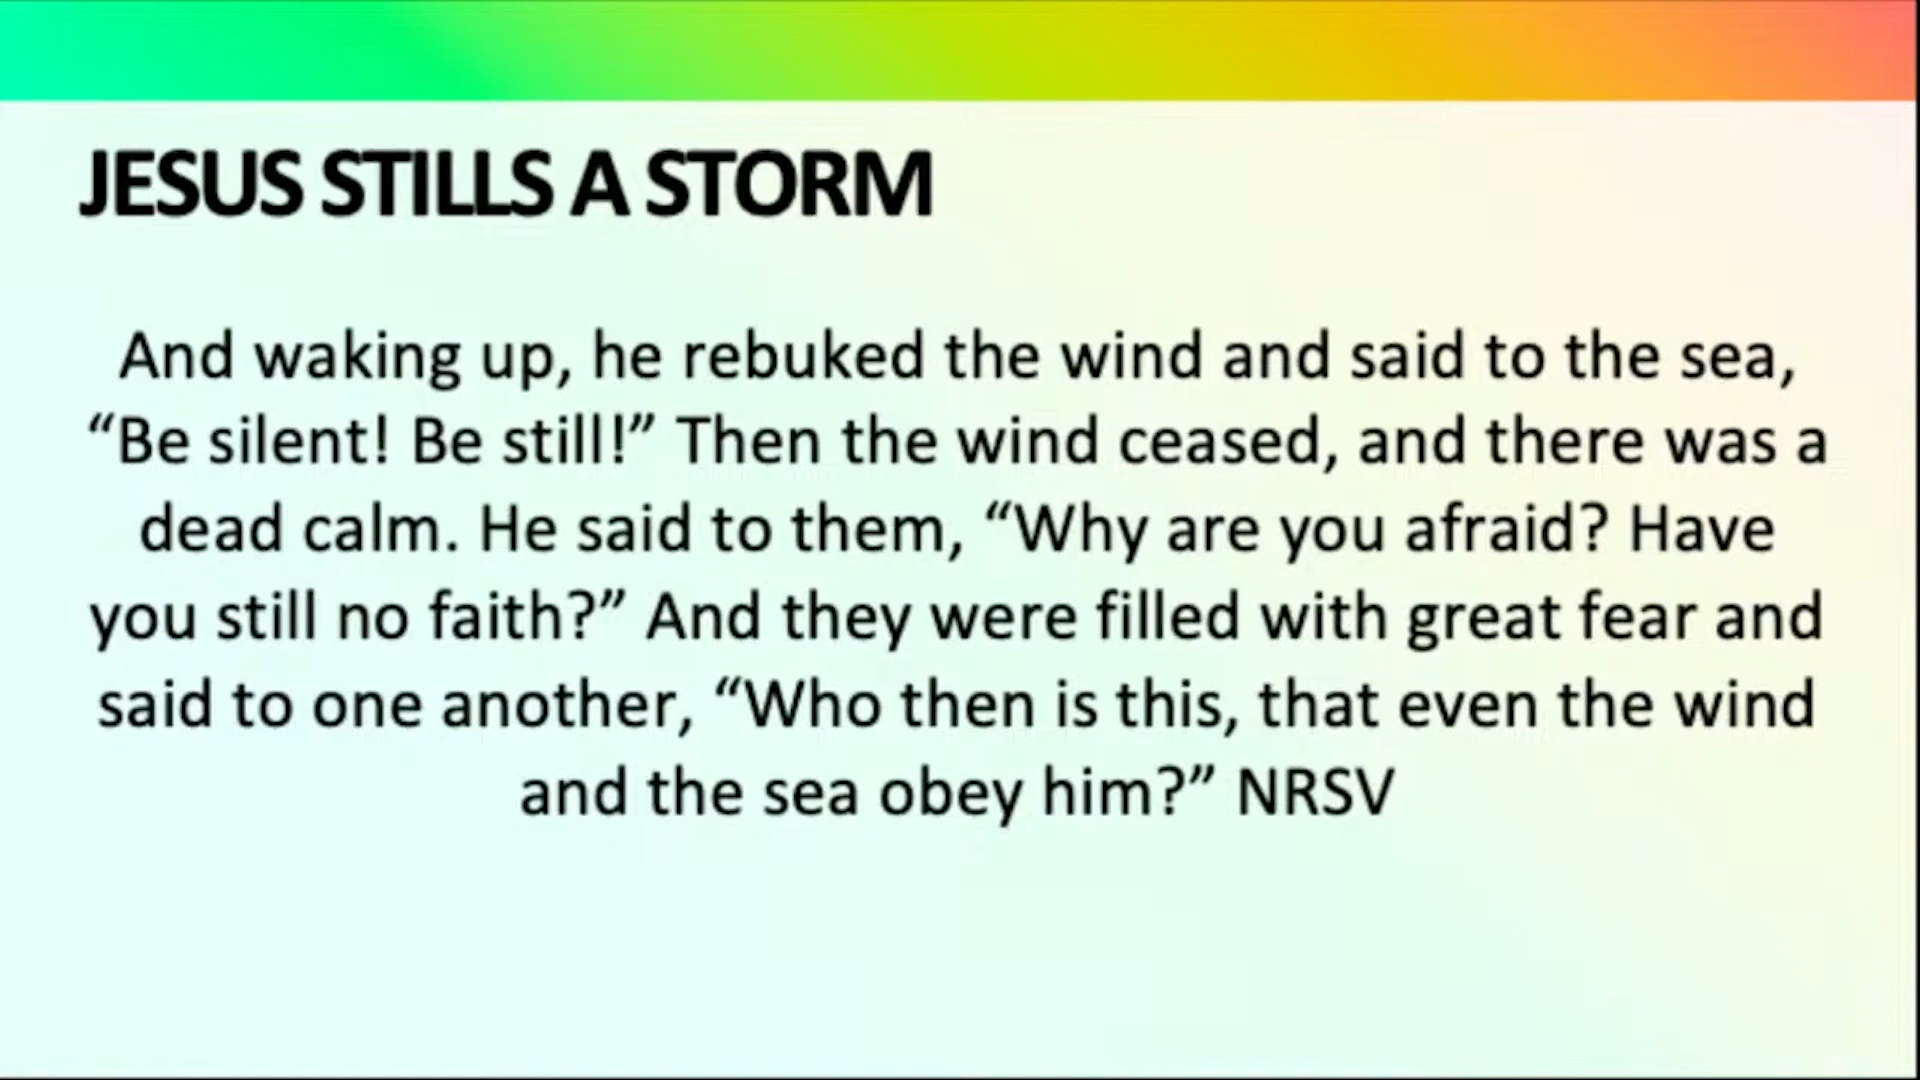 JESUS STILLS A STORM
And waking up, he rebuked the wind and said to the sea,
“Be silent! Be still!” Then the wind ceased, and there was a
dead calm. He said to them, “Why are you afraid? Have
you still no faith?” And they were filled with great fear and
said to one another, “Who then is this, that even the wind
and the sea obey him?” NRSV